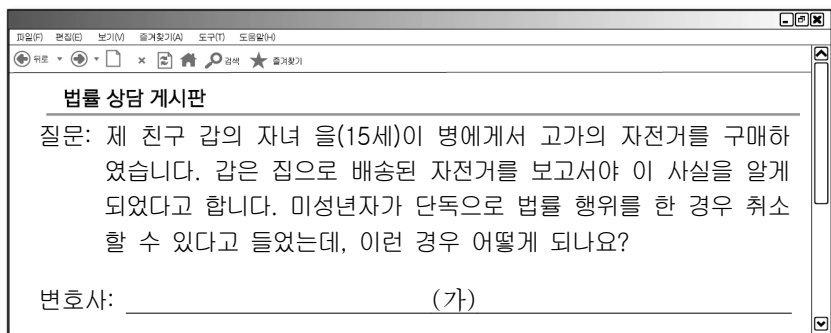 파일(F) 편집(E) 보기(V) 즐겨찾기(A) 도구(T) 도움말(H)
뒤로 검색 즐겨찾기
법률 상담 게시판
질문: 제 친구 갑의 자녀 을(15세)이 병에게서 고가의 자전거를 구매하
였습니다. 갑은 집으로 배송된 자전거를 보고서야 이 사실을 알게
되었다고 합니다. 미성년자가 단독으로 법률 행위를 한 경우 취소
할 수 있다고 들었는데, 이런 경우 어떻게 되나요?
변호사: (가)